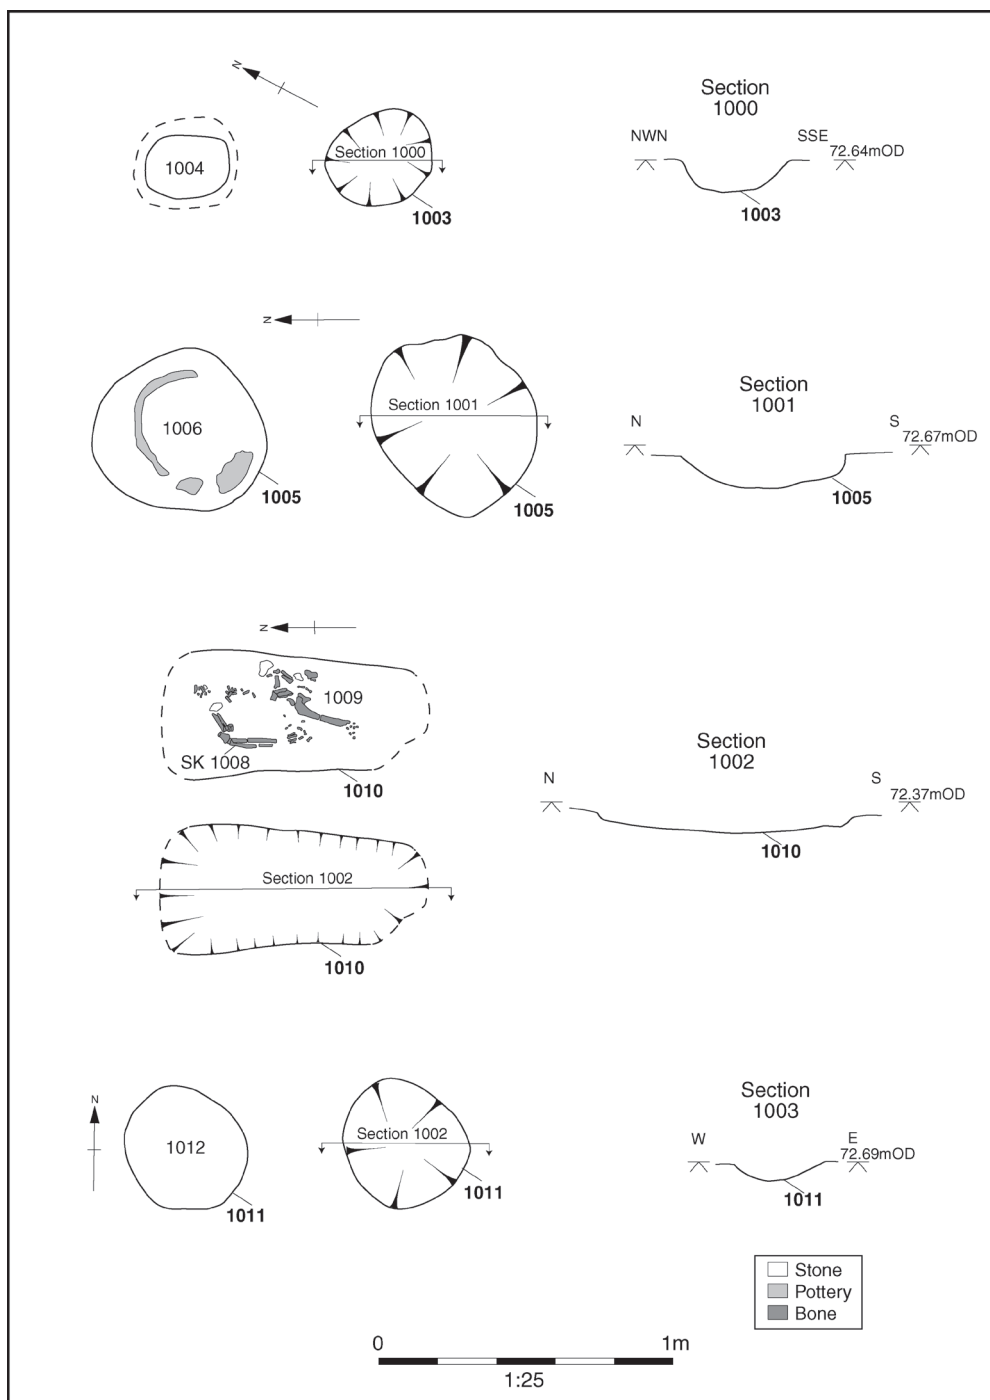 N
Section
1000
1004
Section 1000
NWN
SSE
72.64mOD
1003
1003
N
Section
1001
1006
Section 1001
N
S
72.67mOD
1005
1005
1005
N
1009
SK 1008
1010
Section
1002
N
S
72.37mOD
1010
Section 1002
1010
N
Section
1003
1012
Section 1002
W
E
72.69mOD
1011
1011
1011
Stone
Pottery
Bone
0
1m
1:25